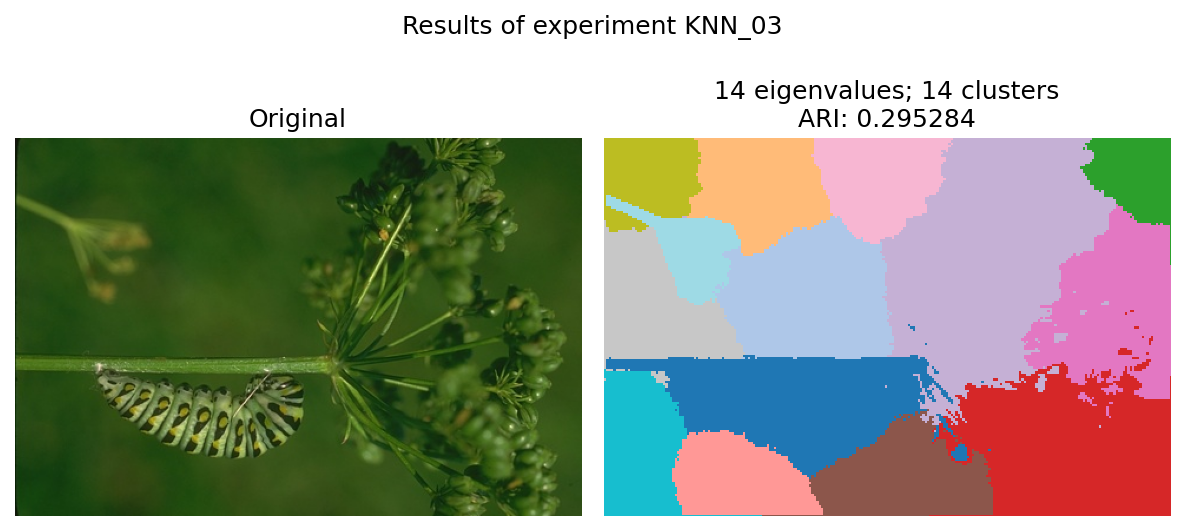 Results of experiment KNN_03
Original
14 eigenvalues; 14 clusters
ARI: 0.295284